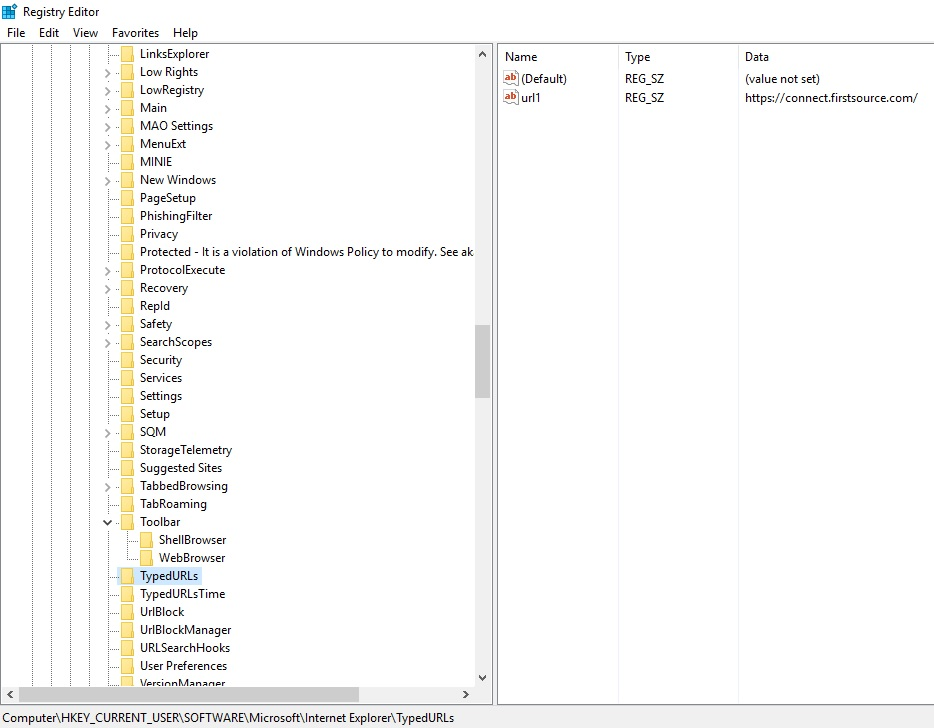 Registry Editor
File Edit View Favorites Help
LinksExplorer
Low Rights
LowRegistry
Main
MAO Settings
MenuExt
MINIE
New Windows
PageSetup
PhishingFilter
Privacy
Protected - It is a violation of Windows Policy to modify. See ak
ProtocolExecute
Recovery
RepId
Safety
SearchScopes
Security
Services
Settings
Setup
SQM
StorageTelemetry
Suggested Sites
TabbedBrowsing
TabRoaming
Toolbar
ShellBrowser
WebBrowser
TypedURLs
TypedURLsTime
UrlBlock
UrlBlockManager
URLSearchHooks
User Preferences
VersionManager
Name Type Data
ab (Default) REG_SZ (value not set)
ab url1 REG_SZ https://connect.firstsource.com/
Computer\HKEY_CURRENT_USER\SOFTWARE\Microsoft\Internet Explorer\TypedURLs